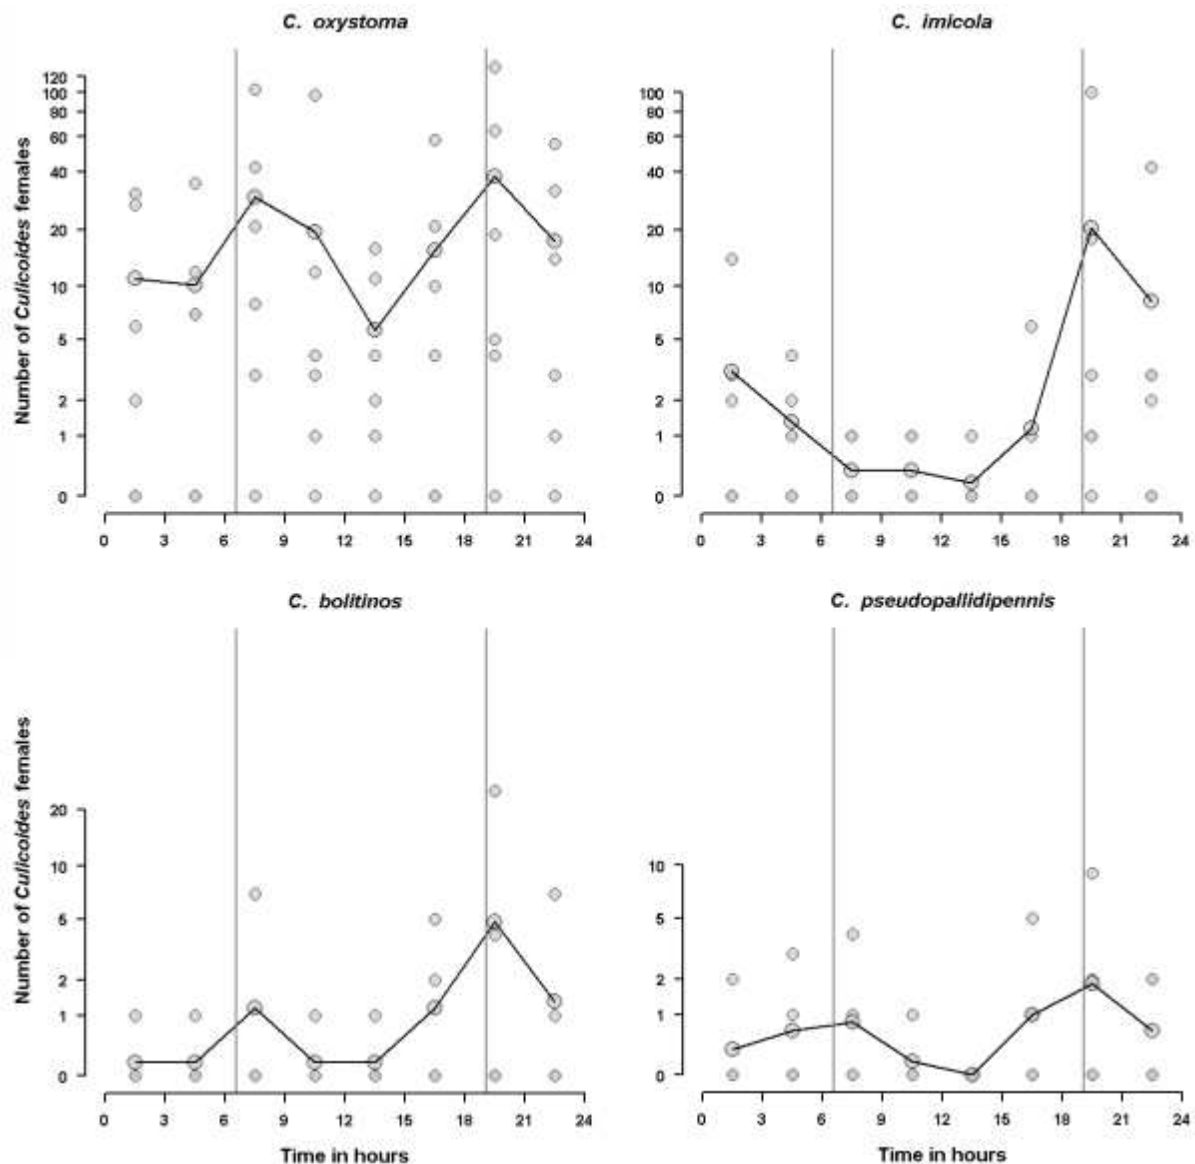 C. oxystoma
C. imicola
Number of Culicoides females
120
100
80
60
40
20
10
5
2
1
0
100
80
60
40
20
10
5
2
1
0
0 3 6 9 12 15 18 21 24
0 3 6 9 12 15 18 21 24
C. bolitinos
C. pseudopallidipennis
Number of Culicoides females
20
10
5
2
1
0
10
5
2
1
0
0 3 6 9 12 15 18 21 24
0 3 6 9 12 15 18 21 24
Time in hours
Time in hours